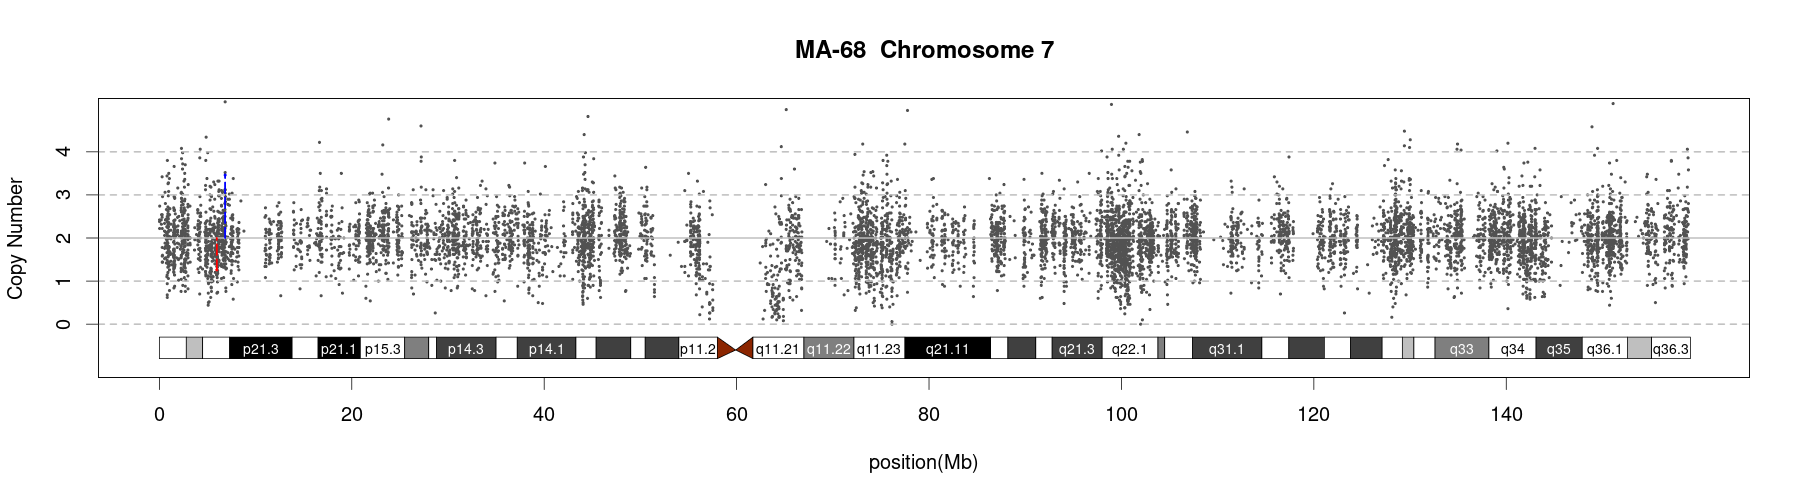 MA-68 Chromosome 7
Copy Number
4
3
2
1
0
p21.3 p21.1 p15.3 p14.3 p14.1 p11.2 q11.21 q11.22 q11.23 q21.11 q21.3 q22.1 q31.1 q33 q34 q35 q36.1 q36.3
0 20 40 60 80 100 120 140
position(Mb)